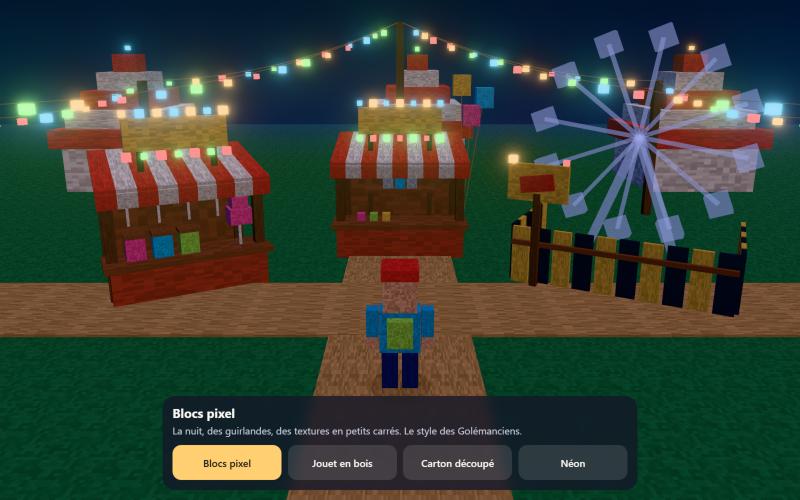 Blocs pixel
La nuit, des guirlandes, des textures en petits carrés. Le style des Golémanciens.
Blocs pixel
Jouet en bois
Carton découpé
Néon